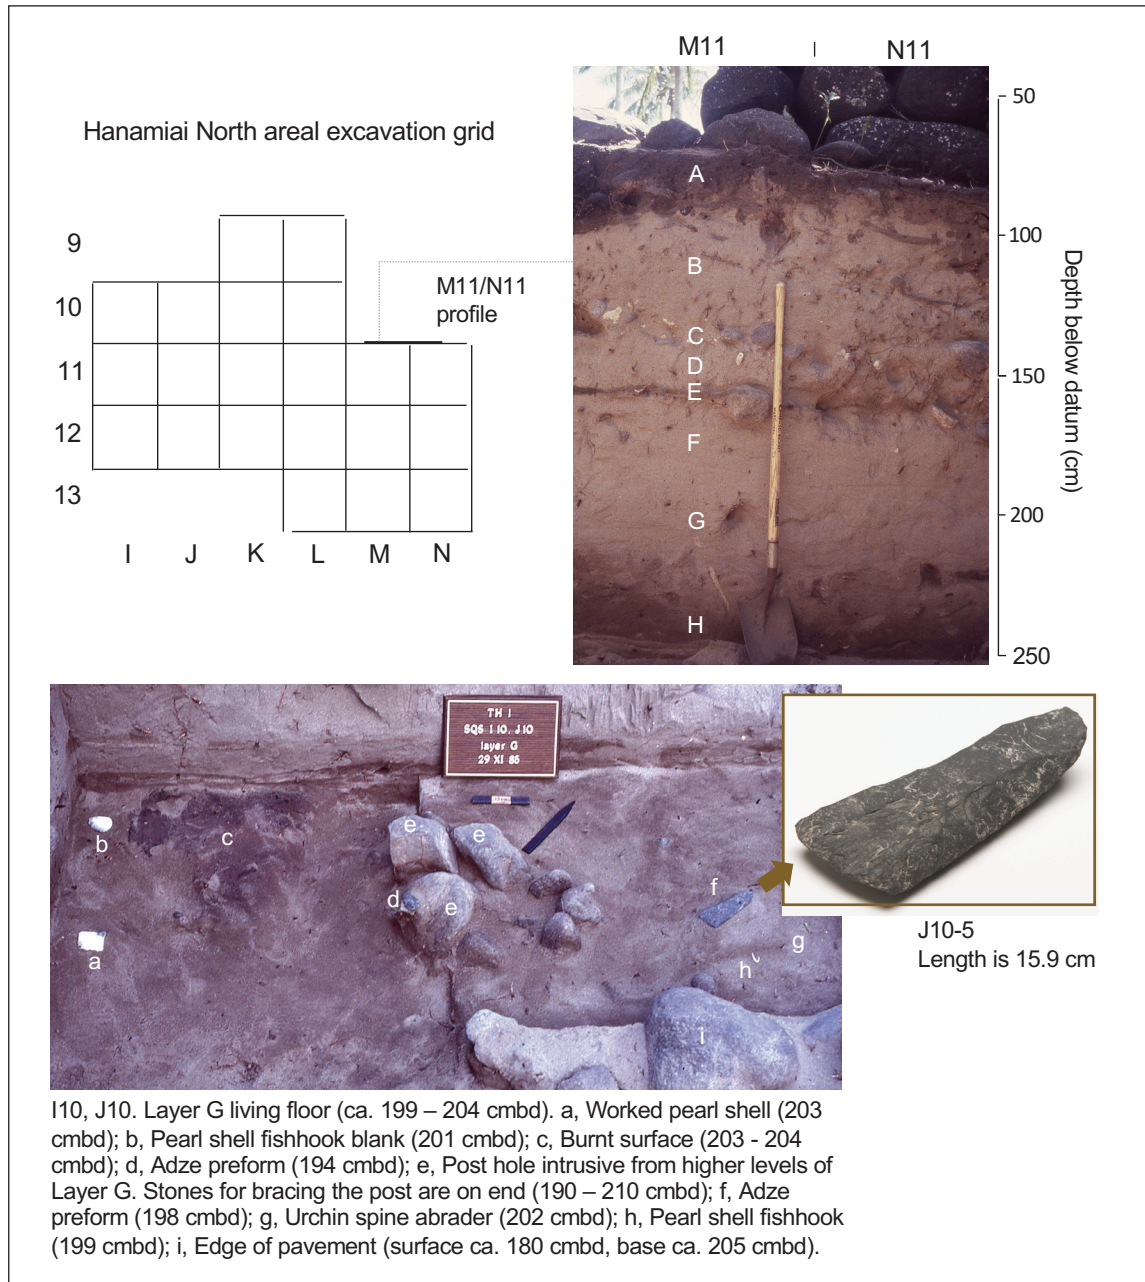 M11 | N11
50
Hanamiai North areal excavation grid
A
9
100
B
M11/N11
profile
10
C
D
11
150
E
Depth below datum (cm)
12
F
13
200
G
I J K L M N
H
250
TH 1
SQS I 10, J10
layer G
29 XI 85
b
c
e
e
d
e
f
a
g
h
i
J10-5
Length is 15.9 cm
I10, J10. Layer G living floor (ca. 199 – 204 cmbd). a, Worked pearl shell (203
cmbd); b, Pearl shell fishhook blank (201 cmbd); c, Burnt surface (203 - 204
cmbd); d, Adze preform (194 cmbd); e, Post hole intrusive from higher levels of
Layer G. Stones for bracing the post are on end (190 – 210 cmbd); f, Adze
preform (198 cmbd); g, Urchin spine abrader (202 cmbd); h, Pearl shell fishhook
(199 cmbd); i, Edge of pavement (surface ca. 180 cmbd, base ca. 205 cmbd).